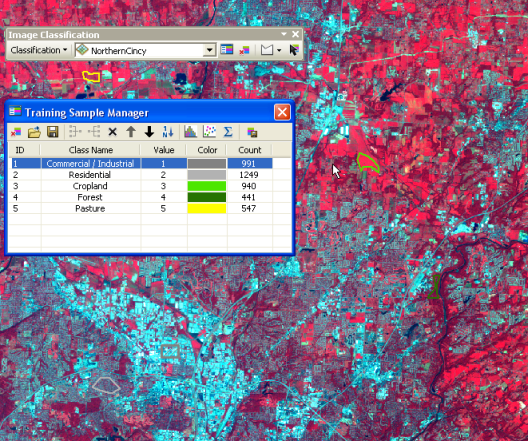 Image Classification
Classification NorthernCincy
Training Sample Manager
ID Class Name Value Color Count
1 Commercial / Industrial 1 991
2 Residential 2 1249
3 Cropland 3 940
4 Forest 4 441
5 Pasture 5 547